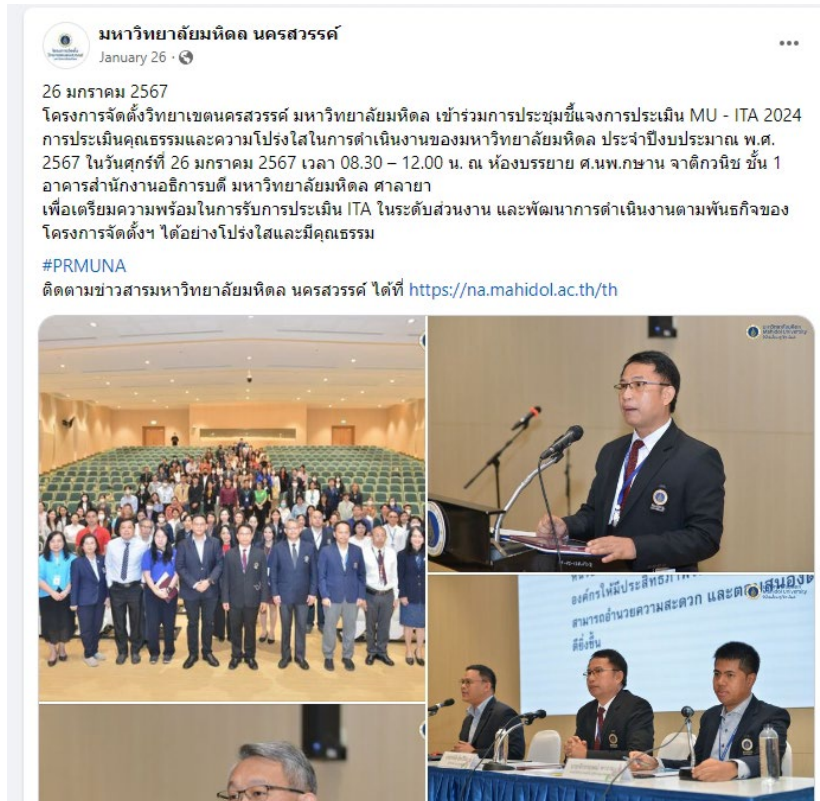 มหาวิทยาลัยมหิดล นครสวรรค์
January 26
26 มกราคม 2567
โครงการจัดตั้งวิทยาเขตนครสวรรค์ มหาวิทยาลัยมหิดล เข้าร่วมการประชุมชี้แจงการประเมิน MU - ITA 2024
การประเมินคุณธรรมและความโปร่งใสในการดำเนินงานของมหาวิทยาลัยมหิดล ประจำปีงบประมาณ พ.ศ.
2567 ในวันศุกร์ที่ 26 มกราคม 2567 เวลา 08.30 – 12.00 น. ณ ห้องบรรยาย ศ.นพ.กษาน จาติกวนิช ชั้น 1
อาคารสำนักงานอธิการบดี มหาวิทยาลัยมหิดล ศาลายา
เพื่อเตรียมความพร้อมในการรับการประเมิน ITA ในระดับส่วนงาน และพัฒนาการดำเนินงานตามพันธกิจของ
โครงการจัดตั้งฯ ได้อย่างโปร่งใสและมีคุณธรรม
#PRMUNA
ติดตามข่าวสารมหาวิทยาลัยมหิดล นครสวรรค์ ได้ที่ https://na.mahidol.ac.th/th
มหาวิทยาลัยมหิดล
Mahidol University
องค์กรให้มีประสิทธิภาพ
สามารถอำนวยความสะดวก และตอบสนองต
ดียิ่งขึ้น